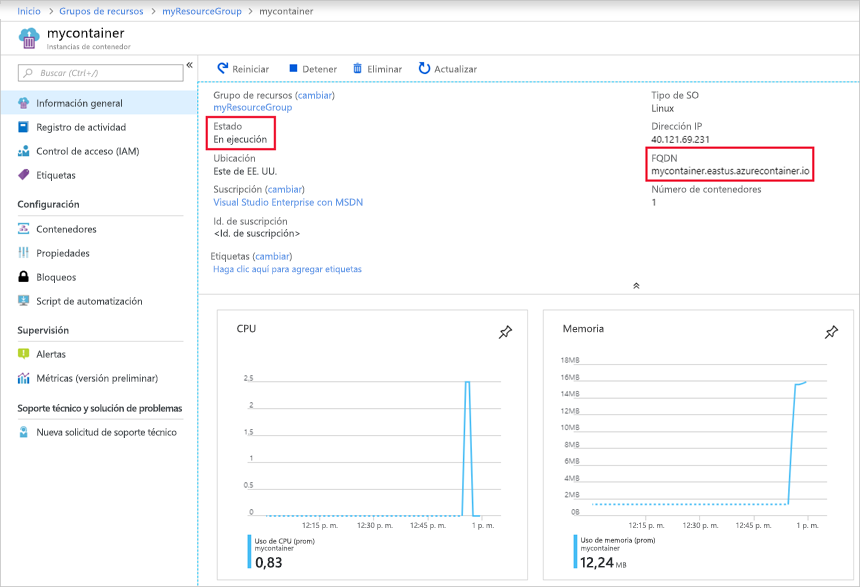 Inicio > Grupos de recursos > myResourceGroup > mycontainer
mycontainer
Instancias de contenedor
Buscar (Ctrl+/)
«
Información general
Registro de actividad
Control de acceso (IAM)
Etiquetas
Configuración
Contenedores
Propiedades
Bloqueos
Script de automatización
Supervisión
Alertas
Métricas (versión preliminar)
Soporte técnico y solución de problemas
Nueva solicitud de soporte técnico
Reiniciar Detener Eliminar Actualizar
Grupo de recursos (cambiar)
myResourceGroup
Estado
En ejecución
Ubicación
Este de EE. UU.
Suscripción (cambiar)
Visual Studio Enterprise con MSDN
Id. de suscripción
<Id. de suscripción>
Etiquetas (cambiar)
Haga clic aquí para agregar etiquetas
Tipo de SO
Linux
Dirección IP
40.121.69.231
FQDN
mycontainer.eastus.azurecontainer.io
Número de contenedores
1
CPU
2,5
2
1,5
1
0,5
0
12:15 p. m. 12:30 p. m. 12:45 p. m. 1 p. m.
Uso de CPU (prom)
mycontainer
0,83
Memoria
18MB
16MB
14MB
12MB
10MB
8MB
6MB
4MB
2MB
0B
12:15 p. m. 12:30 p. m. 12:45 p. m. 1 p. m.
Uso de memoria (prom)
mycontainer
12,24 MB